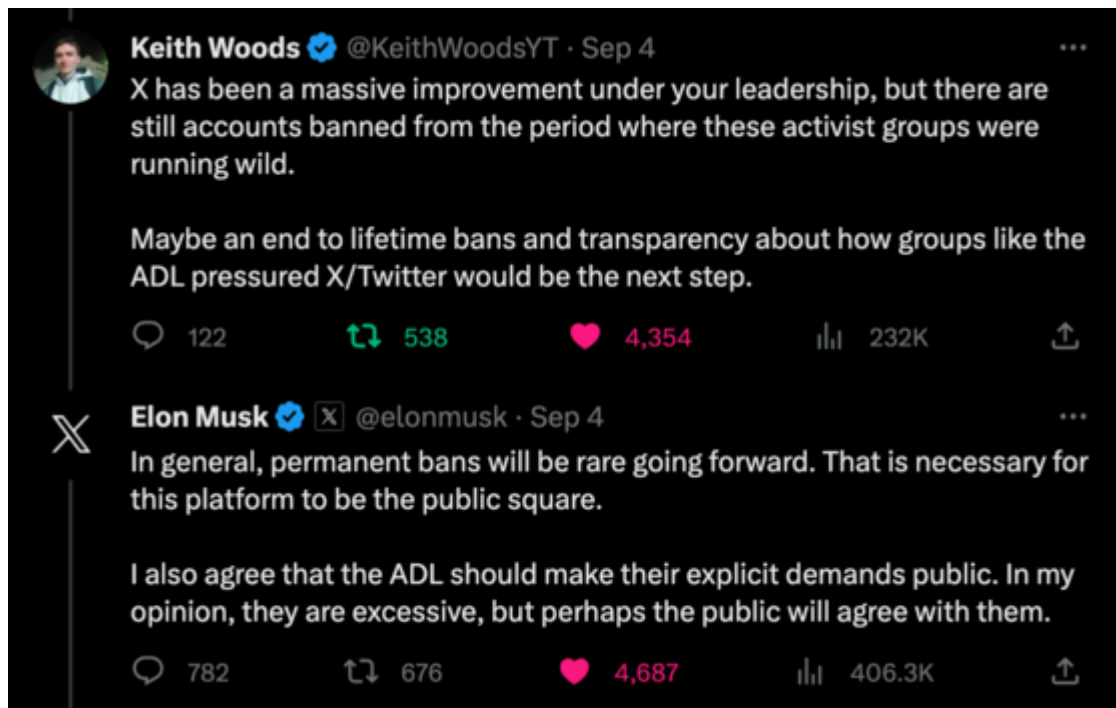 Keith Woods @KeithWoodsYT · Sep 4
X has been a massive improvement under your leadership, but there are
still accounts banned from the period where these activist groups were
running wild.
Maybe an end to lifetime bans and transparency about how groups like the
ADL pressured X/Twitter would be the next step.
122 538 4,354 232K
Elon Musk X @elonmusk · Sep 4
In general, permanent bans will be rare going forward. That is necessary for
this platform to be the public square.
I also agree that the ADL should make their explicit demands public. In my
opinion, they are excessive, but perhaps the public will agree with them.
782 676 4,687 406.3K